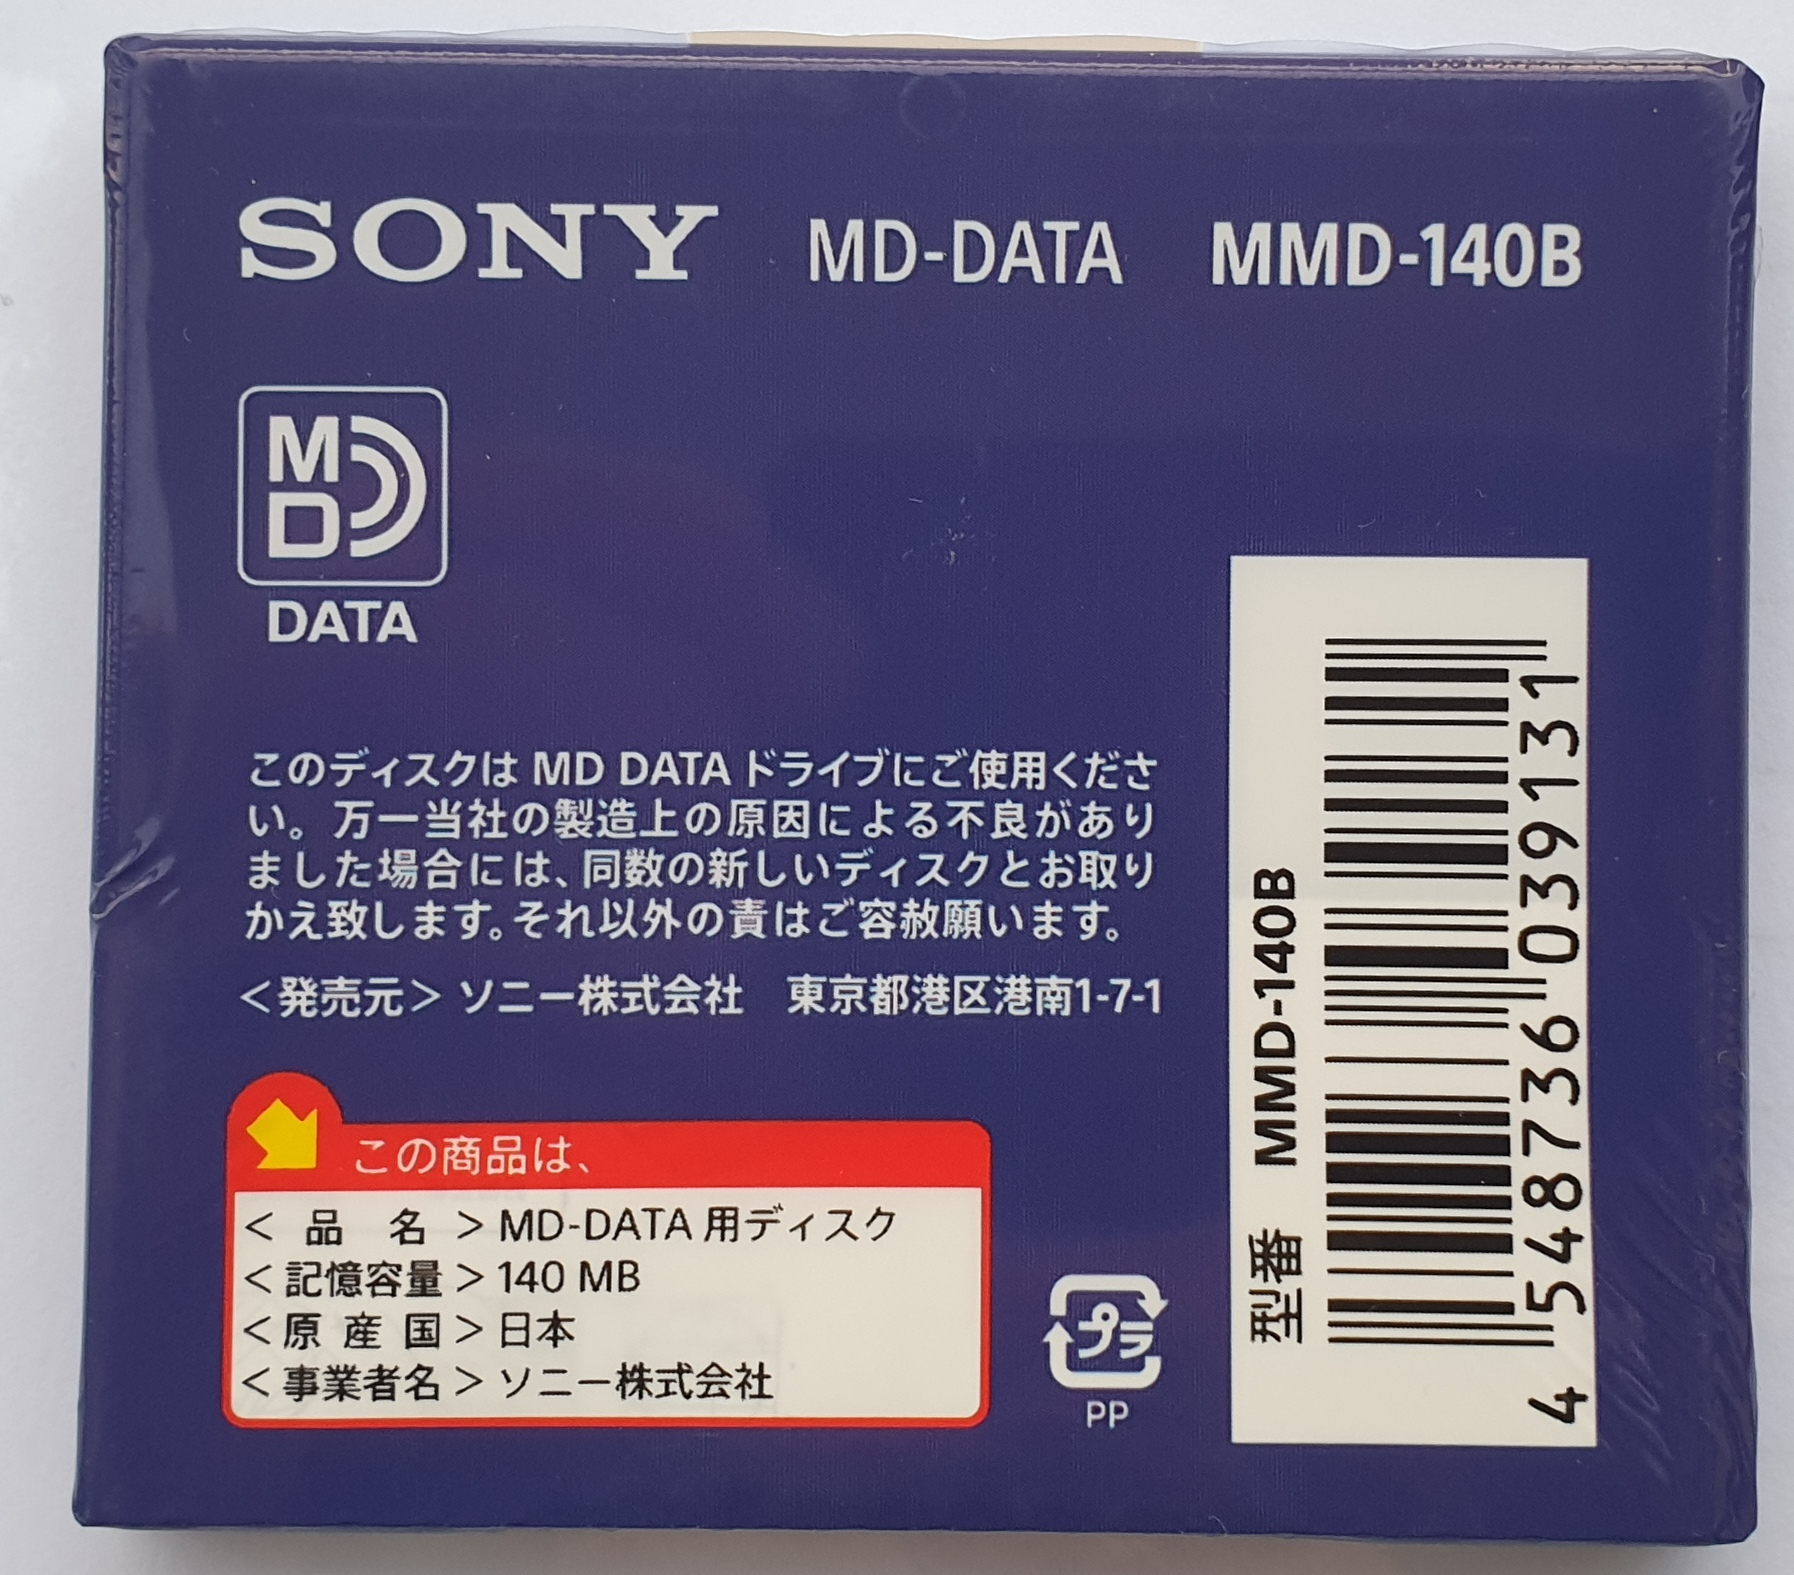 SONY MD-DATA MMD-140B
MD
DATA
このディスクは MD DATA ドライブにご使用くださ
い。万一当社の製造上の原因による不良があり
ました場合には、同数の新しいディスクとお取り
かえ致します。それ以外の責はご容赦願います。
<発売元> ソニー株式会社 東京都港区港南1-7-1
この商品は、
<品名> MD-DATA 用ディスク
<記憶容量> 140 MB
<原産国> 日本
<事業者名> ソニー株式会社
プラ
PP
型番 MMD-140B
4 548736 039131